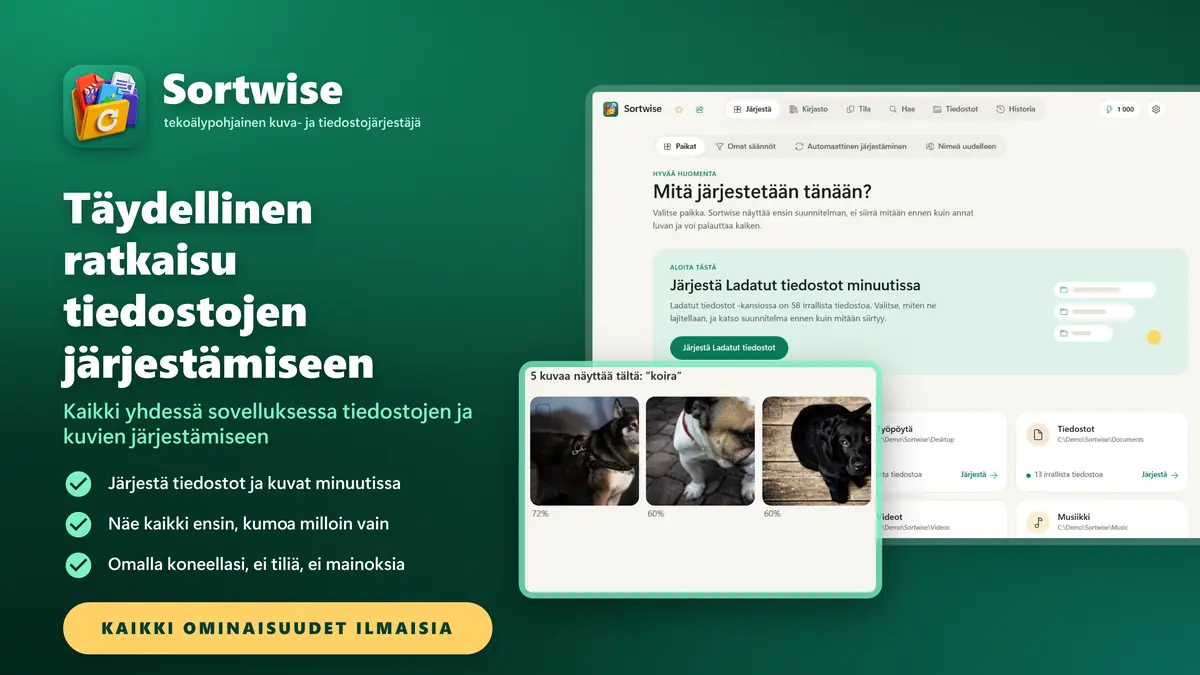 Sortwise
tekoälypohjainen kuva- ja tiedostojärjestäjä
Täydellinen
ratkaisu
tiedostojen
järjestämiseen
Kaikki yhdessä sovelluksessa tiedostojen ja
kuvien järjestämiseen
Järjestä tiedostot ja kuvat minuutissa
Näe kaikki ensin, kumoa milloin vain
Omalla koneellasi, ei tiliä, ei mainoksia
KAIKKI OMINAISUUDET ILMAISIA
Sortwise
Järjestä
Kirjasto
Tila
Hae
Tiedostot
Historia
1 000
Paikat
Omat säännöt
Automaattinen järjestäminen
Nimeä uudelleen
HYVÄÄ HUOMENTA
Mitä järjestetään tänään?
Valitse paikka. Sortwise näyttää ensin suunnitelman, ei siirrä mitään ennen kuin annat
luvan ja voi palauttaa kaiken.
ALOITA TÄSTÄ
Järjestä Ladatut tiedostot minuutissa
Ladatut tiedostot -kansiossa on 58 irrallista tiedostoa. Valitse, miten ne
lajitellaan, ja katso suunnitelma ennen kuin mitään siirtyy.
Järjestä Ladatut tiedostot
5 kuvaa näyttää tältä: ”koira”
72%
60%
60%
Työpöytä
C:\Demo\Sortwise\Desktop
tiedostoa
Järjestä
Tiedostot
C:\Demo\Sortwise\Documents
13 irrallista tiedostoa
Järjestä
Videot
C:\Demo\Sortwise\Videos
Musiikki
C:\Demo\Sortwise\Music